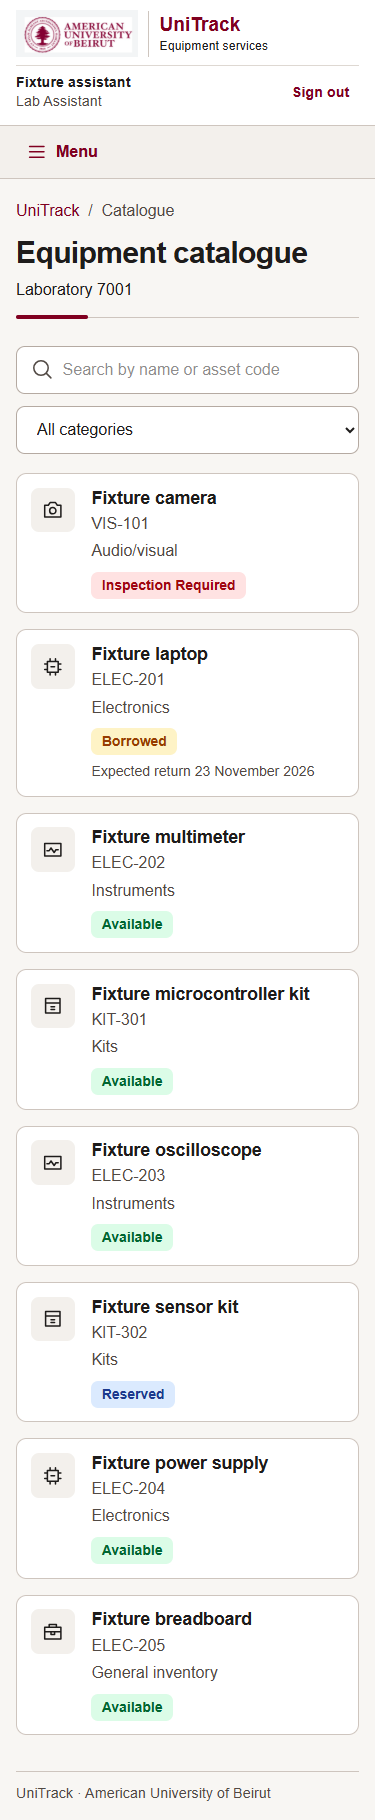 AMERICAN
UNIVERSITY
OF BEIRUT
UniTrack
Equipment services
Fixture assistant
Lab Assistant
Sign out
Menu
UniTrack / Catalogue
Equipment catalogue
Laboratory 7001
Search by name or asset code
All categories
Fixture camera
VIS-101
Audio/visual
Inspection Required
Fixture laptop
ELEC-201
Electronics
Borrowed
Expected return 23 November 2026
Fixture multimeter
ELEC-202
Instruments
Available
Fixture microcontroller kit
KIT-301
Kits
Available
Fixture oscilloscope
ELEC-203
Instruments
Available
Fixture sensor kit
KIT-302
Kits
Reserved
Fixture power supply
ELEC-204
Electronics
Available
Fixture breadboard
ELEC-205
General inventory
Available
UniTrack · American University of Beirut